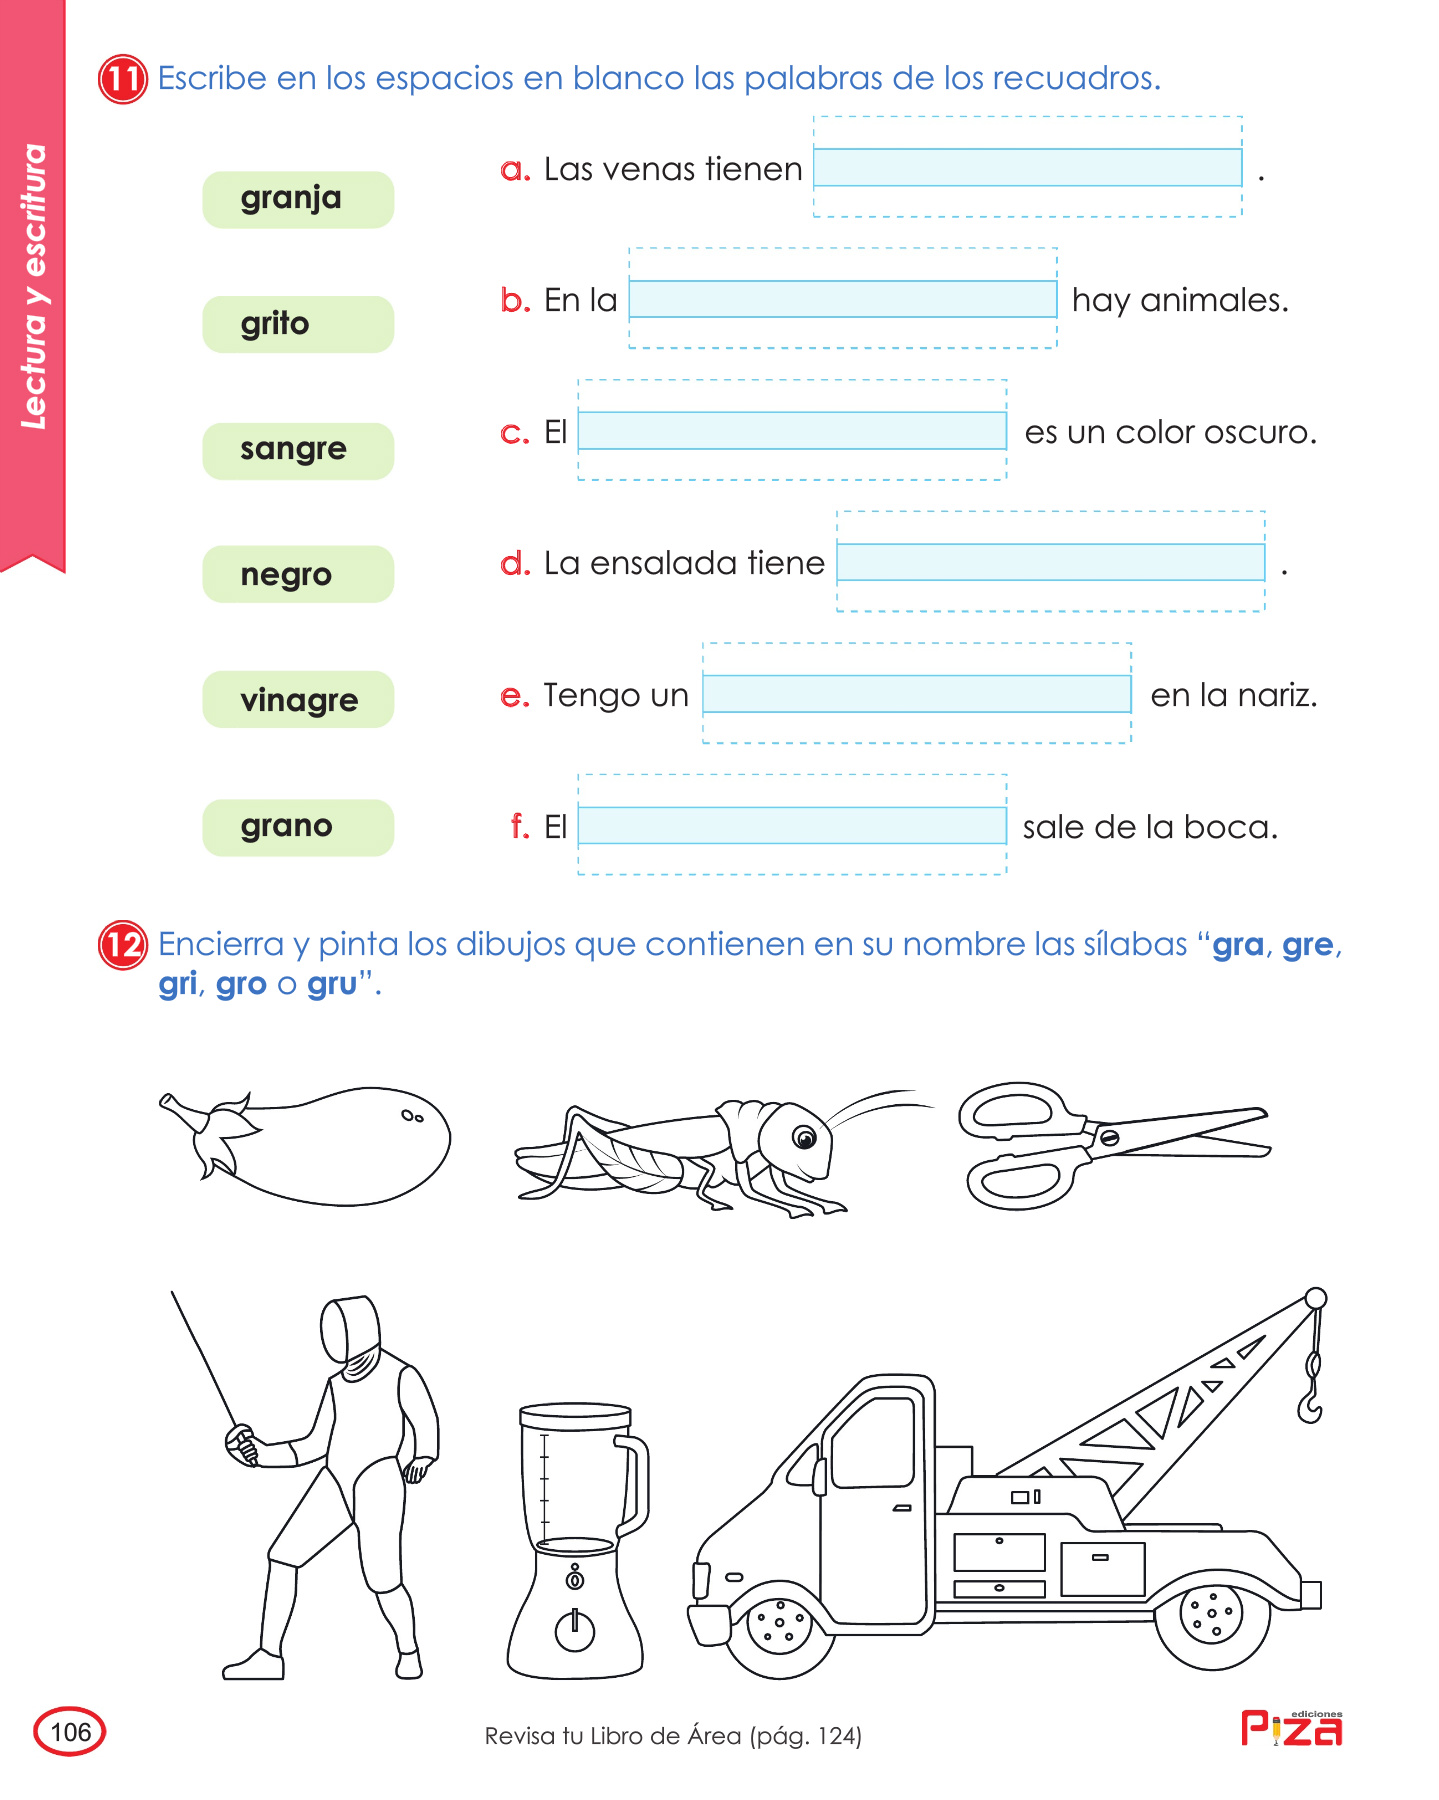 Lectura y escritura
11 Escribe en los espacios en blanco las palabras de los recuadros.
granja
grito
sangre
negro
vinagre
grano
a. Las venas tienen .
b. En la hay animales.
c. El es un color oscuro.
d. La ensalada tiene .
e. Tengo un en la nariz.
f. El sale de la boca.
12 Encierra y pinta los dibujos que contienen en su nombre las sílabas “gra, gre,
gri, gro o gru”.
106
Revisa tu Libro de Área (pág. 124)
ediciones
Piza